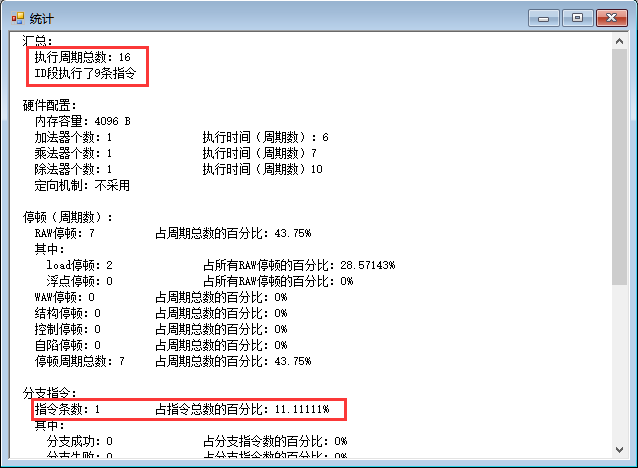 统计
汇总:
执行周期总数: 16
ID段执行了9条指令
硬件配置:
内存容量: 4096 B
加法器个数: 1 执行时间（周期数）: 6
乘法器个数: 1 执行时间（周期数）7
除法器个数: 1 执行时间（周期数）10
定向机制: 不采用
停顿（周期数）:
RAW停顿: 7 占周期总数的百分比: 43.75%
其中:
load停顿: 2 占所有RAW停顿的百分比: 28.57143%
浮点停顿: 0 占所有RAW停顿的百分比: 0%
WAW停顿: 0 占周期总数的百分比: 0%
结构停顿: 0 占周期总数的百分比: 0%
控制停顿: 0 占周期总数的百分比: 0%
自陷停顿: 0 占周期总数的百分比: 0%
停顿周期总数: 7 占周期总数的百分比: 43.75%
分支指令:
指令条数: 1 占指令总数的百分比: 11.11111%
其中:
分支成功: 0 占分支指令数的百分比: 0%
分支失败: 0 占分支指令数的百分比: 0%